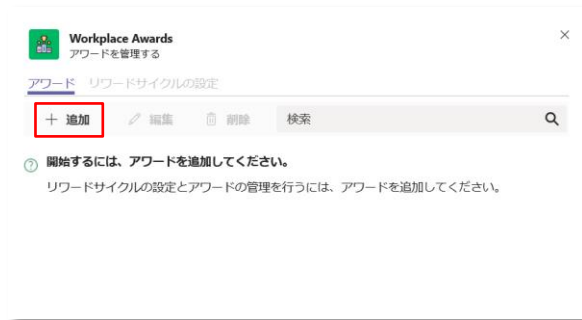 Workplace Awards
アワードを管理する
アワード リワードサイクルの設定
追加 編集 削除 検索
開始するには、アワードを追加してください。
リワードサイクルの設定とアワードの管理を行うには、アワードを追加してください。